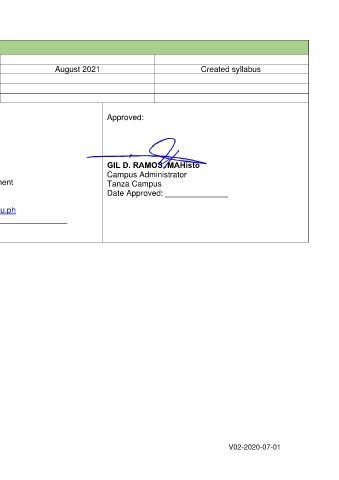 August 2021 Created syllabus
Approved:
GIL D. RAMOS, MAHisto
Campus Administrator
ment Tanza Campus
Date Approved: _______________
u.ph
V02-2020-07-01